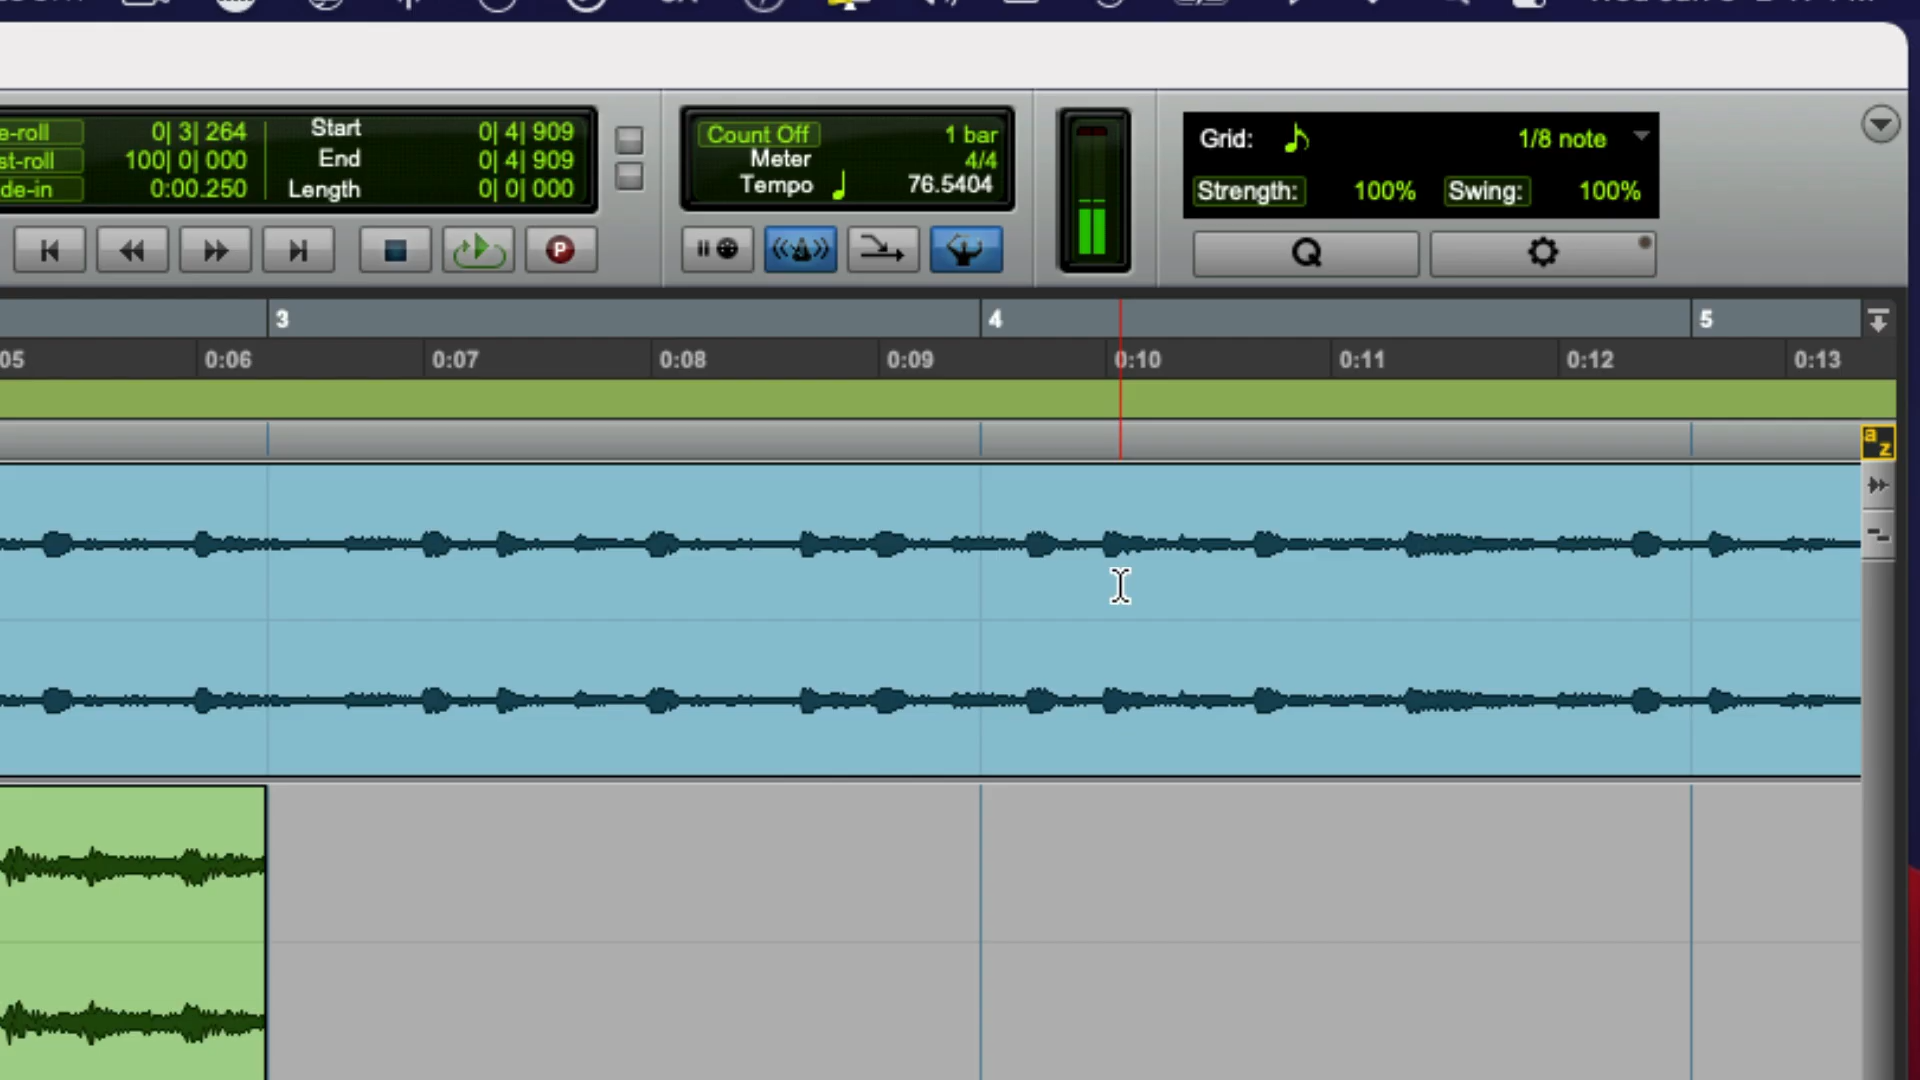 e-roll 0| 3| 264 Start 0| 4| 909
st-roll 100| 0| 000 End 0| 4| 909
de-in 0:00.250 Length 0| 0| 000
Count Off 1 bar
Meter 4/4
Tempo 76.5404
Grid: 1/8 note
Strength: 100% Swing: 100%
P
Q
3 4 5
05 0:06 0:07 0:08 0:09 0:10 0:11 0:12 0:13
a z